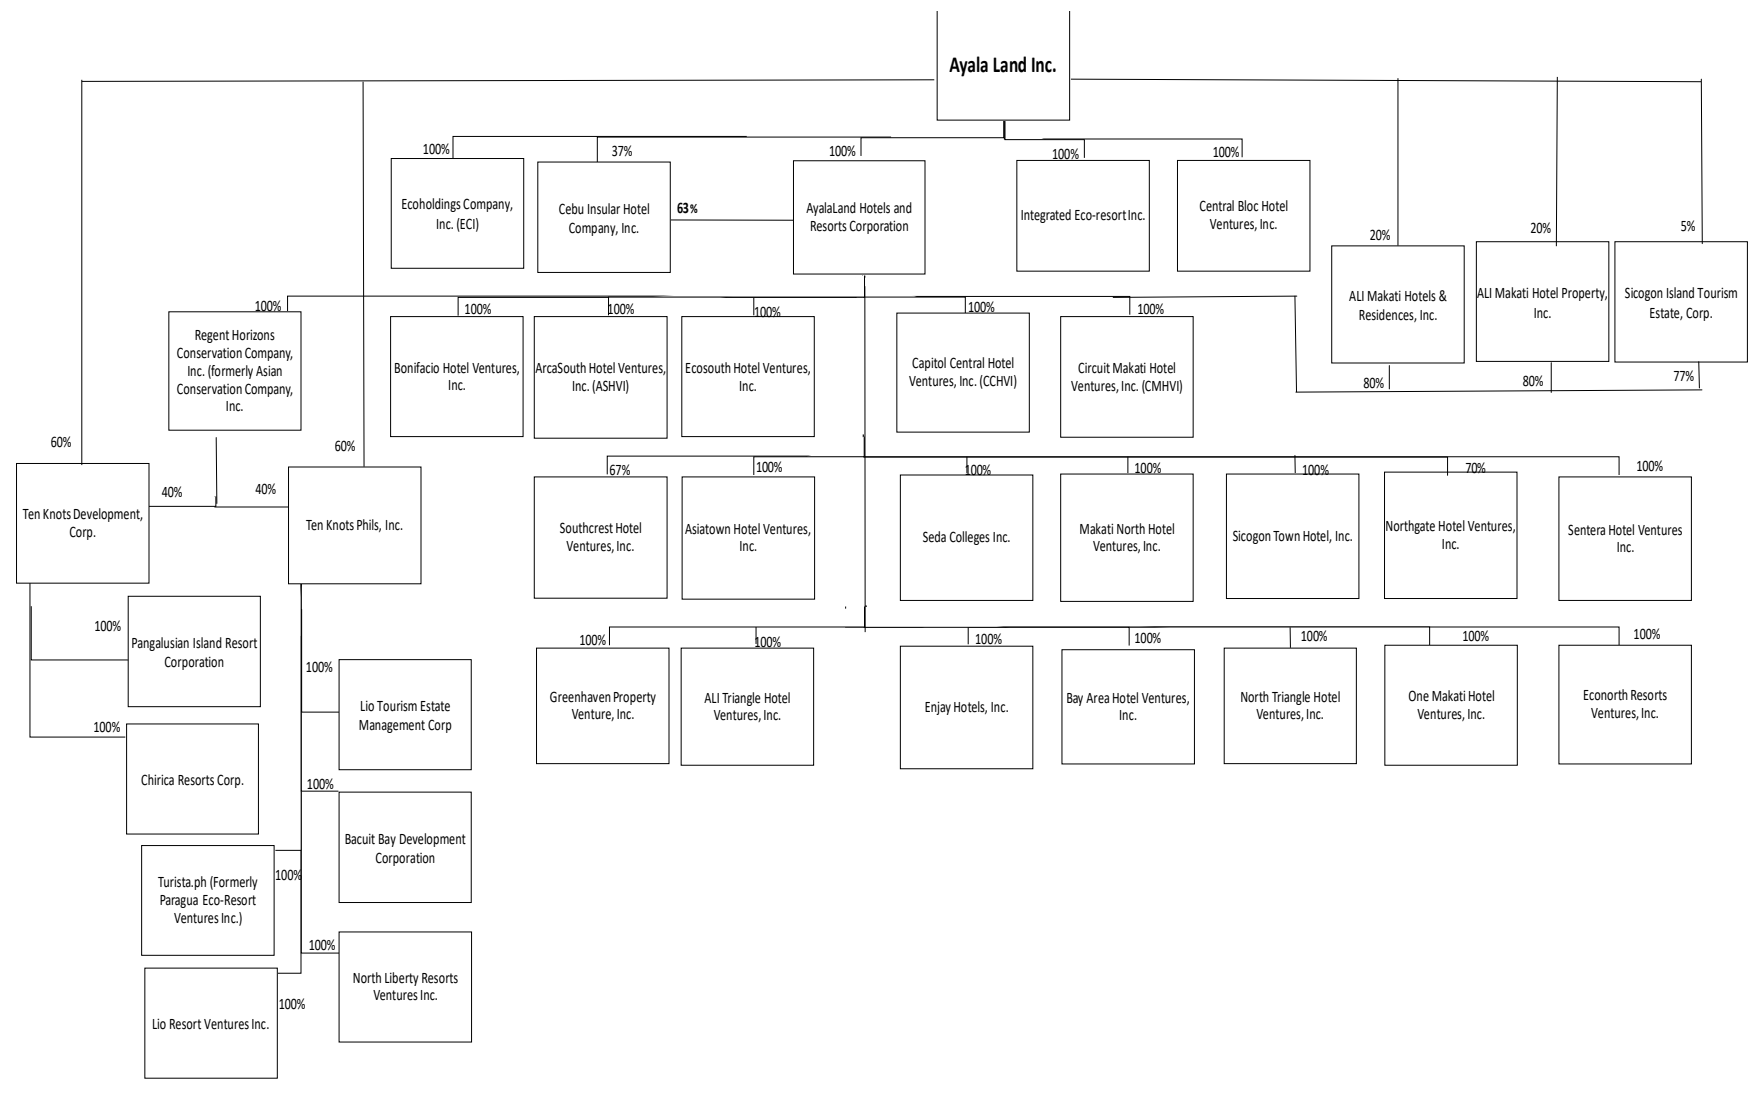 Ayala Land Inc.
100%
37%
100%
100%
100%
Ecoholdings Company,
Inc. (ECI)
Cebu Insular Hotel
Company, Inc.
63%
AyalaLand Hotels and
Resorts Corporation
Integrated Eco-resort Inc.
Central Bloc Hotel
Ventures, Inc.
20%
20%
5%
ALI Makati Hotels &
Residences, Inc.
ALI Makati Hotel Property,
Inc.
Sicogon Island Tourism
Estate, Corp.
80%
80%
77%
100%
100%
100%
100%
100%
100%
Regent Horizons
Conservation Company,
Inc. (formerly Asian
Conservation Company,
Inc.
Bonifacio Hotel Ventures,
Inc.
ArcaSouth Hotel Ventures,
Inc. (ASHVI)
Ecosouth Hotel Ventures,
Inc.
Capitol Central Hotel
Ventures, Inc. (CCHVI)
Circuit Makati Hotel
Ventures, Inc. (CMHVI)
60%
60%
40%
40%
Ten Knots Development,
Corp.
Ten Knots Phils, Inc.
67%
100%
100%
100%
100%
70%
100%
Southcrest Hotel
Ventures, Inc.
Asiatown Hotel Ventures,
Inc.
Seda Colleges Inc.
Makati North Hotel
Ventures, Inc.
Sicogon Town Hotel, Inc.
Northgate Hotel Ventures,
Inc.
Sentera Hotel Ventures
Inc.
100%
100%
100%
100%
100%
100%
100%
Greenhaven Property
Venture, Inc.
ALI Triangle Hotel
Ventures, Inc.
Enjay Hotels, Inc.
Bay Area Hotel Ventures,
Inc.
North Triangle Hotel
Ventures, Inc.
One Makati Hotel
Ventures, Inc.
Econorth Resorts
Ventures, Inc.
100%
Pangalusian Island Resort
Corporation
100%
Chirica Resorts Corp.
100%
Lio Tourism Estate
Management Corp
100%
Bacuit Bay Development
Corporation
100%
Turista.ph (Formerly
Paragua Eco-Resort
Ventures Inc.)
100%
North Liberty Resorts
Ventures Inc.
100%
Lio Resort Ventures Inc.